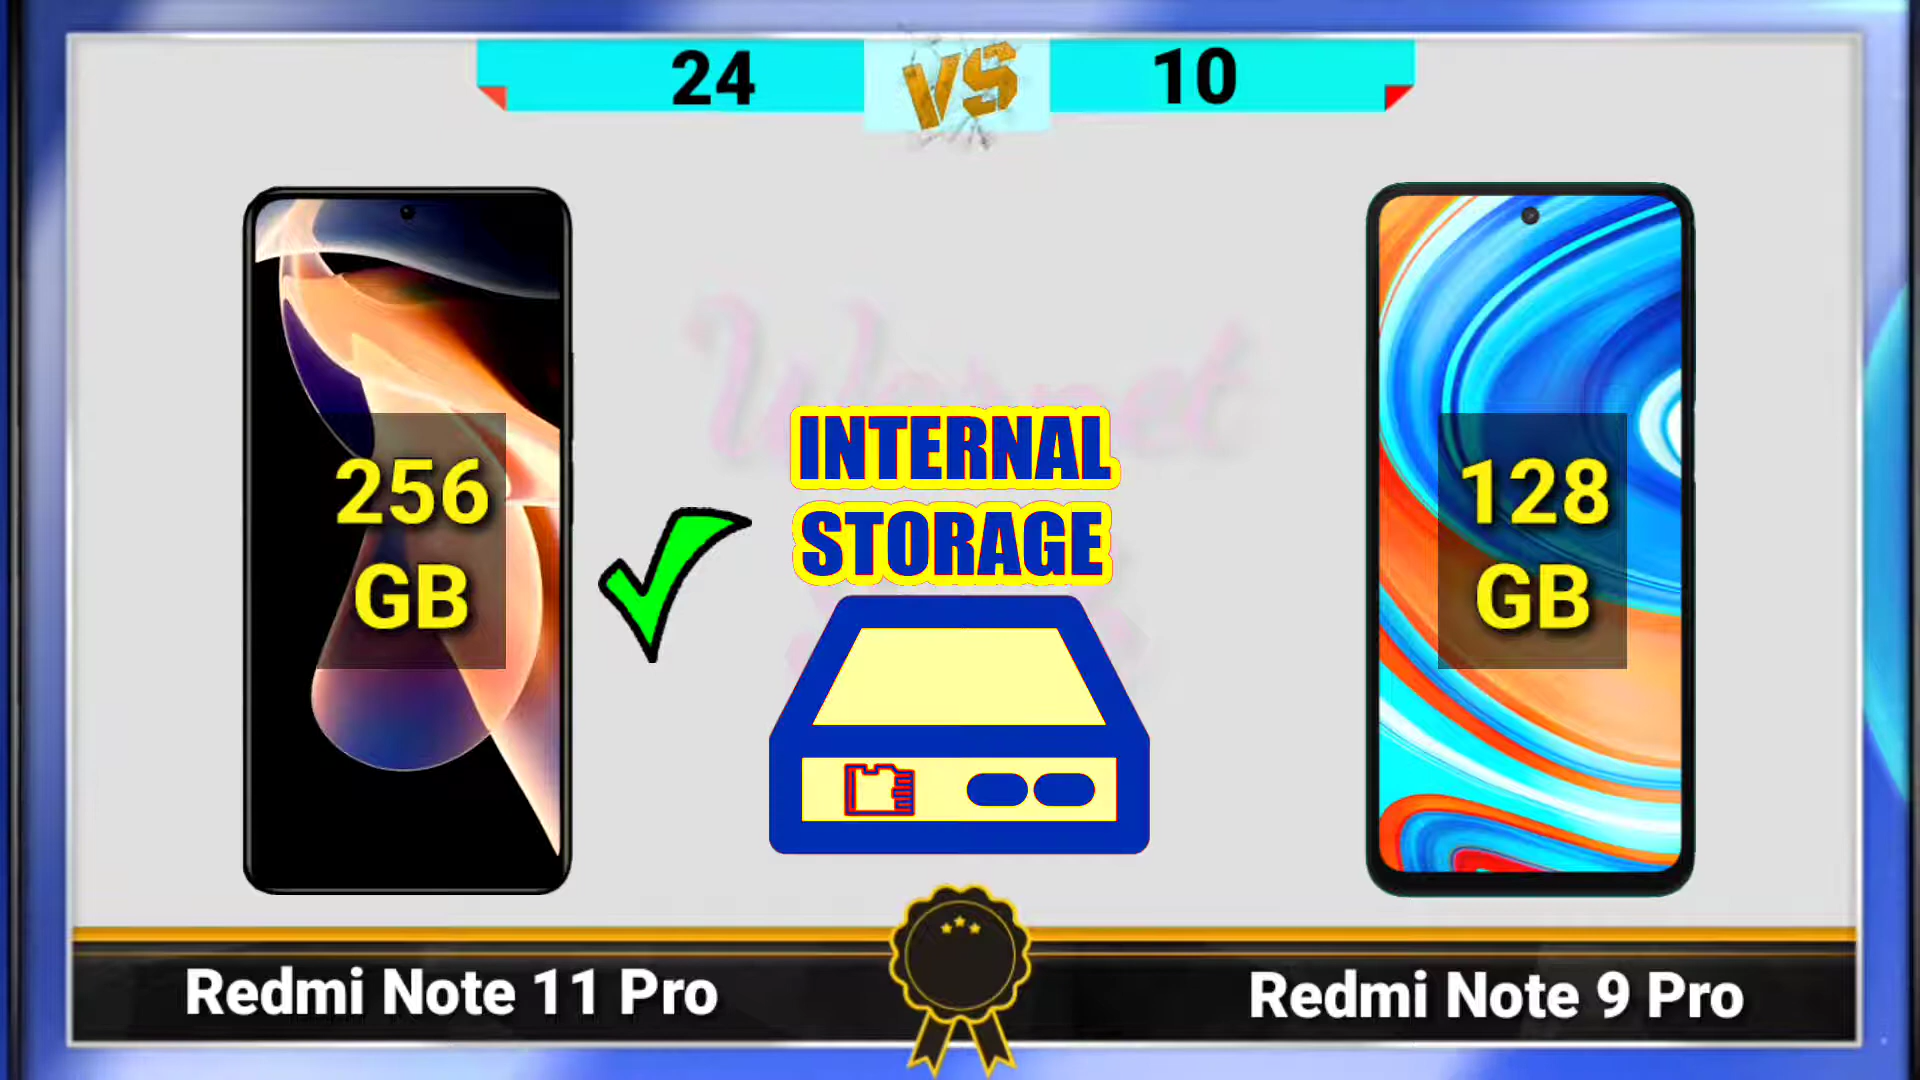 24 VS 10
INTERNAL
STORAGE
256
GB
128
GB
Redmi Note 11 Pro
Redmi Note 9 Pro